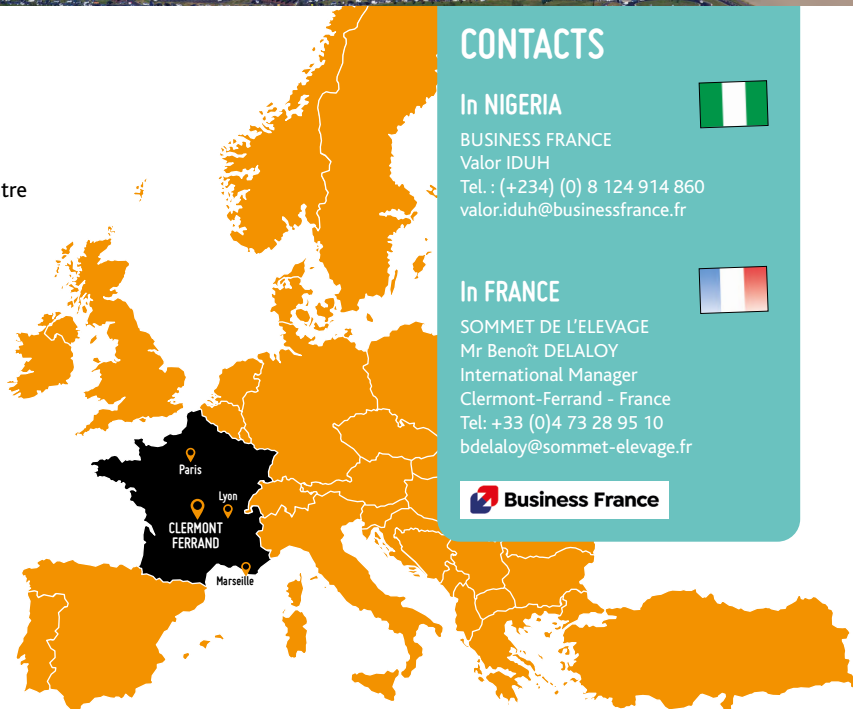 tre
CONTACTS
In NIGERIA
BUSINESS FRANCE
Valor IDUH
Tel. : (+234) (0) 8 124 914 860
valor.iduh@businessfrance.fr
In FRANCE
SOMMET DE L'ELEVAGE
Mr Benoît DELALOY
International Manager
Clermont-Ferrand - France
Tel: +33 (0)4 73 28 95 10
bdelaloy@sommet-elevage.fr
Business France
Paris
Lyon
CLERMONT
FERRAND
Marseille